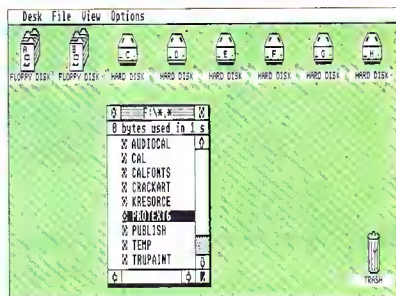 Desk File View Options
A B C D E F G H
FLOPPY DISK FLOPPY DISK HARD DISK HARD DISK HARD DISK HARD DISK HARD DISK HARD DISK
F:\*.*
0 bytes used in 1 s
AUDIOCAL
CAL
CALFONTS
CRACKART
KRESORCE
PROTEXT6
PUBLISH
TEMP
TRUPAINT
TRASH